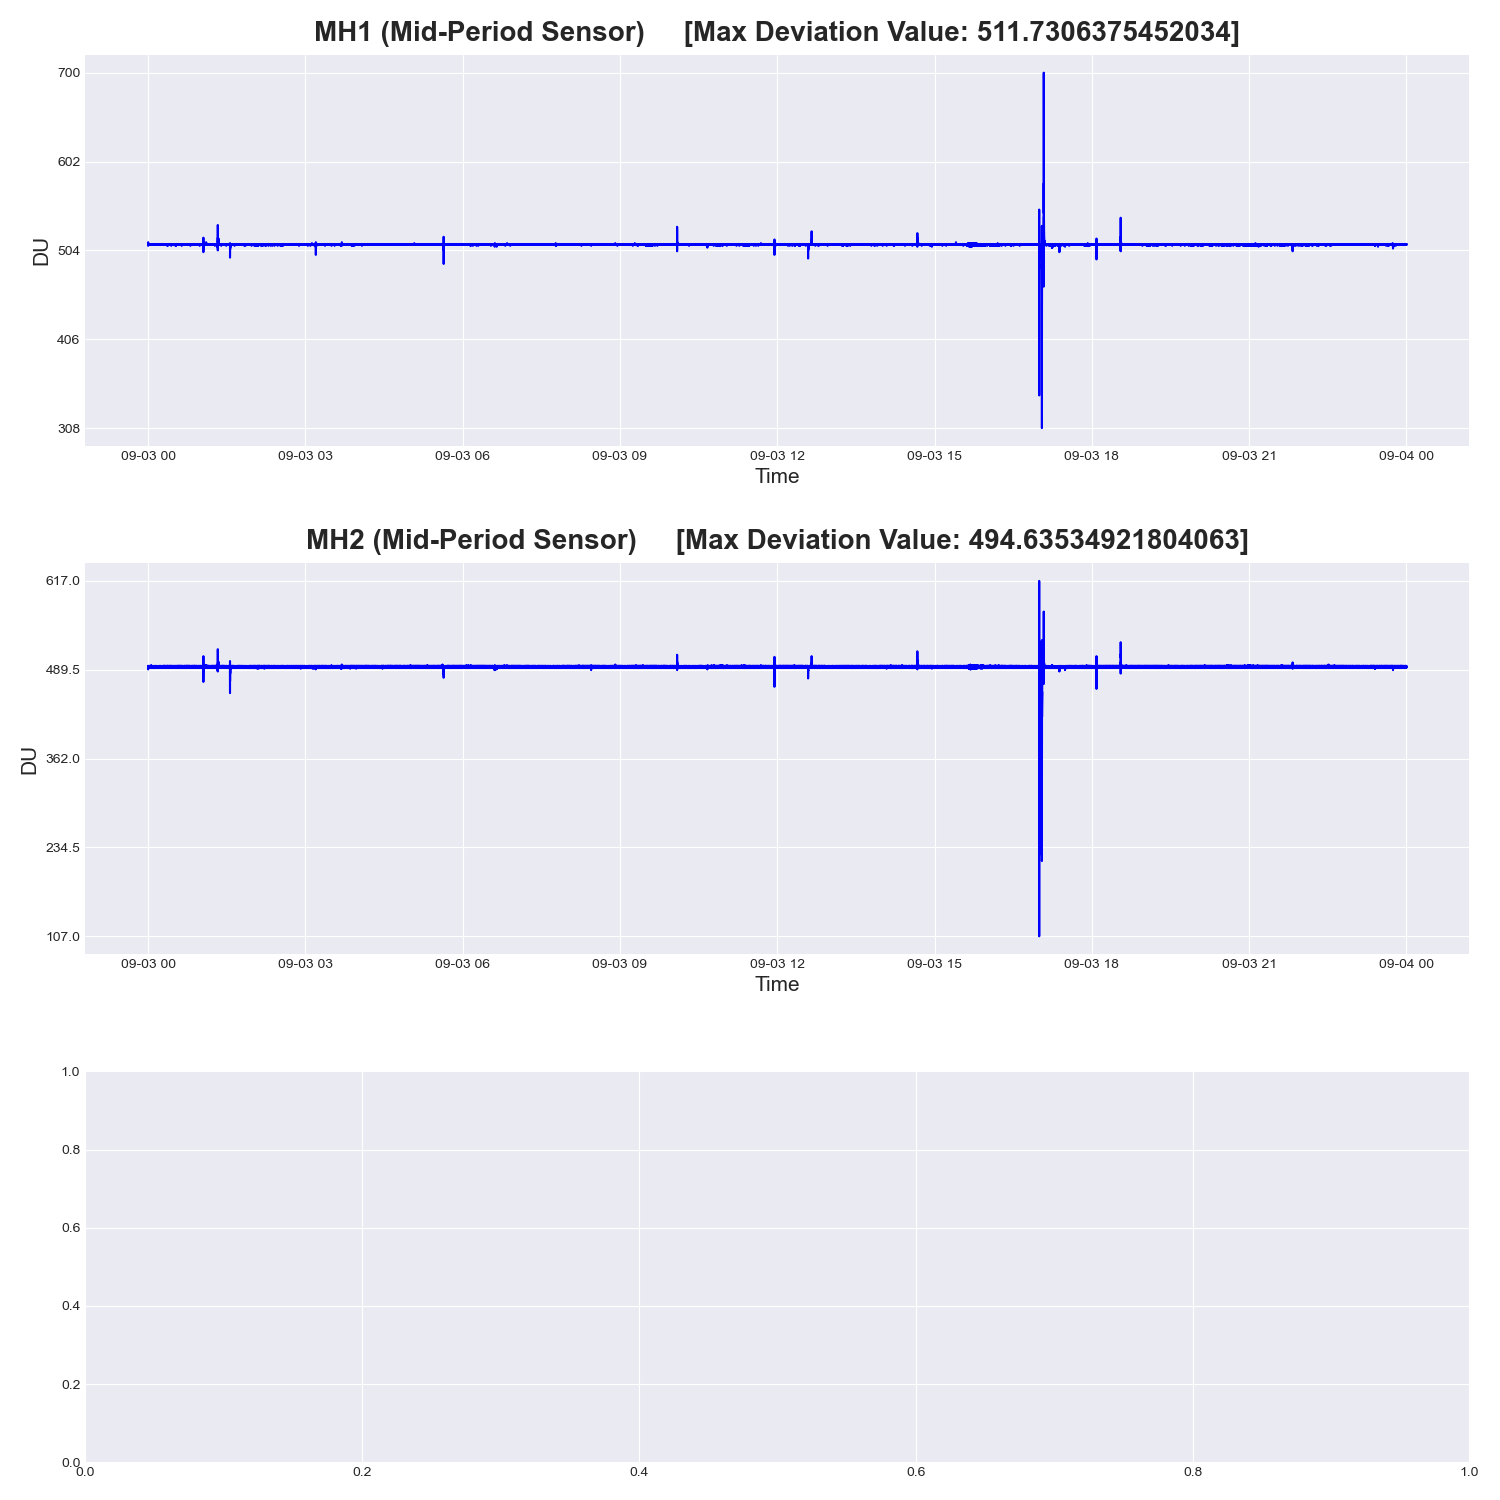 MH1 (Mid-Period Sensor) [Max Deviation Value: 511.7306375452034]
700
602
504
406
308
DU
09-03 00 09-03 03 09-03 06 09-03 09 09-03 12 09-03 15 09-03 18 09-03 21 09-04 00
Time
MH2 (Mid-Period Sensor) [Max Deviation Value: 494.63534921804063]
617.0
489.5
362.0
234.5
107.0
DU
09-03 00 09-03 03 09-03 06 09-03 09 09-03 12 09-03 15 09-03 18 09-03 21 09-04 00
Time
1.0
0.8
0.6
0.4
0.2
0.0
0.0 0.2 0.4 0.6 0.8 1.0